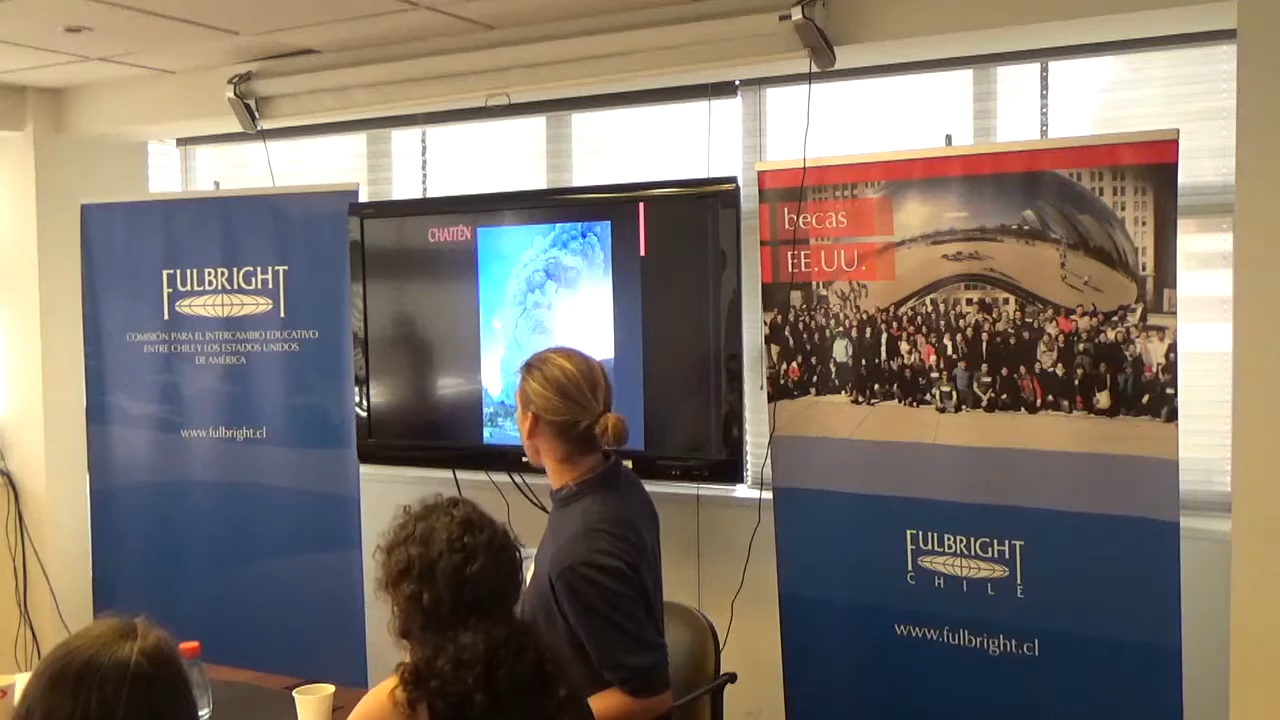 FULBRIGHT
COMISIÓN PARA EL INTERCAMBIO EDUCATIVO
ENTRE CHILE Y LOS ESTADOS UNIDOS
DE AMÉRICA
www.fulbright.cl
CHAITÉN
becas
EE.UU.
FULBRIGHT
CHILE
www.fulbright.cl